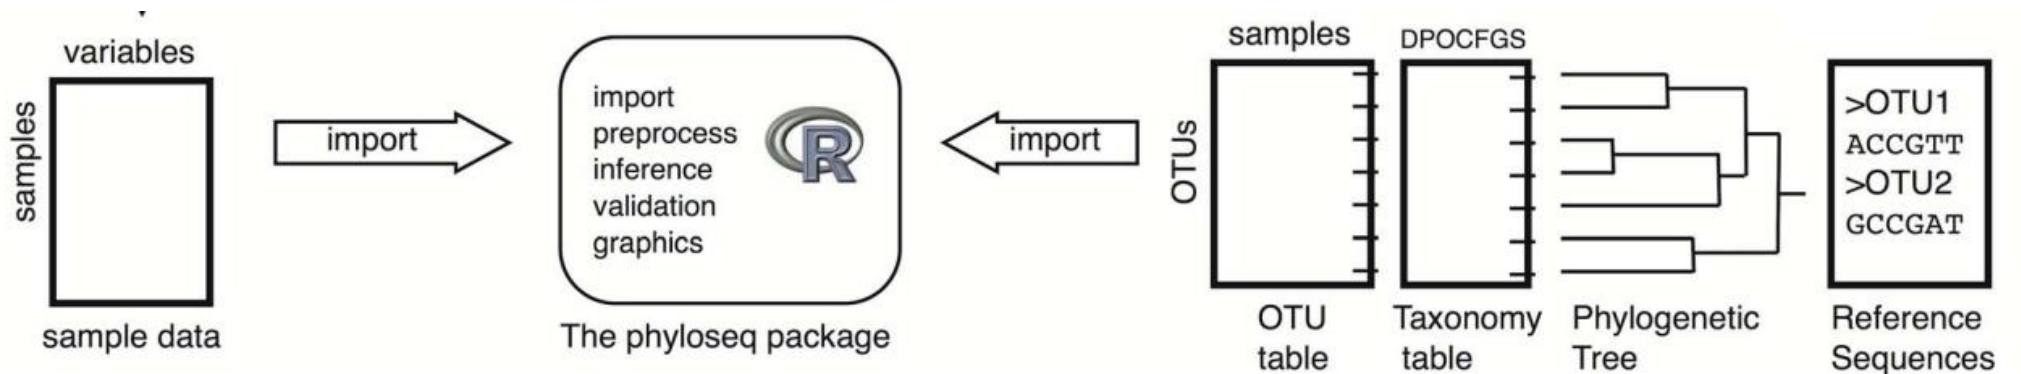 variables
samples
sample data
import
import
preprocess
inference
validation
graphics
R
The phyloseq package
import
samples
OTUs
OTU
table
DPOCFGS
Taxonomy
table
Phylogenetic
Tree
>OTU1
ACCGTT
>OTU2
GCCGAT
Reference
Sequences